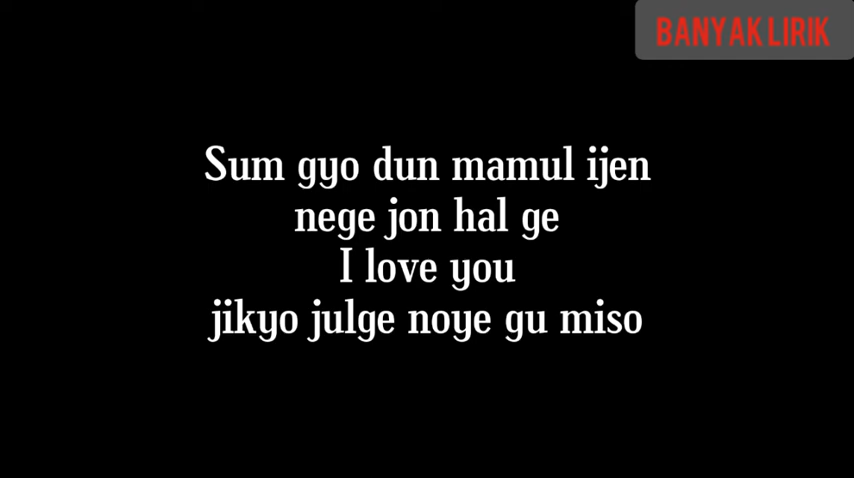 BANYAK LIRIK
Sum gyo dun mamul ijen
nege jon hal ge
I love you
jikyo julge noye gu miso